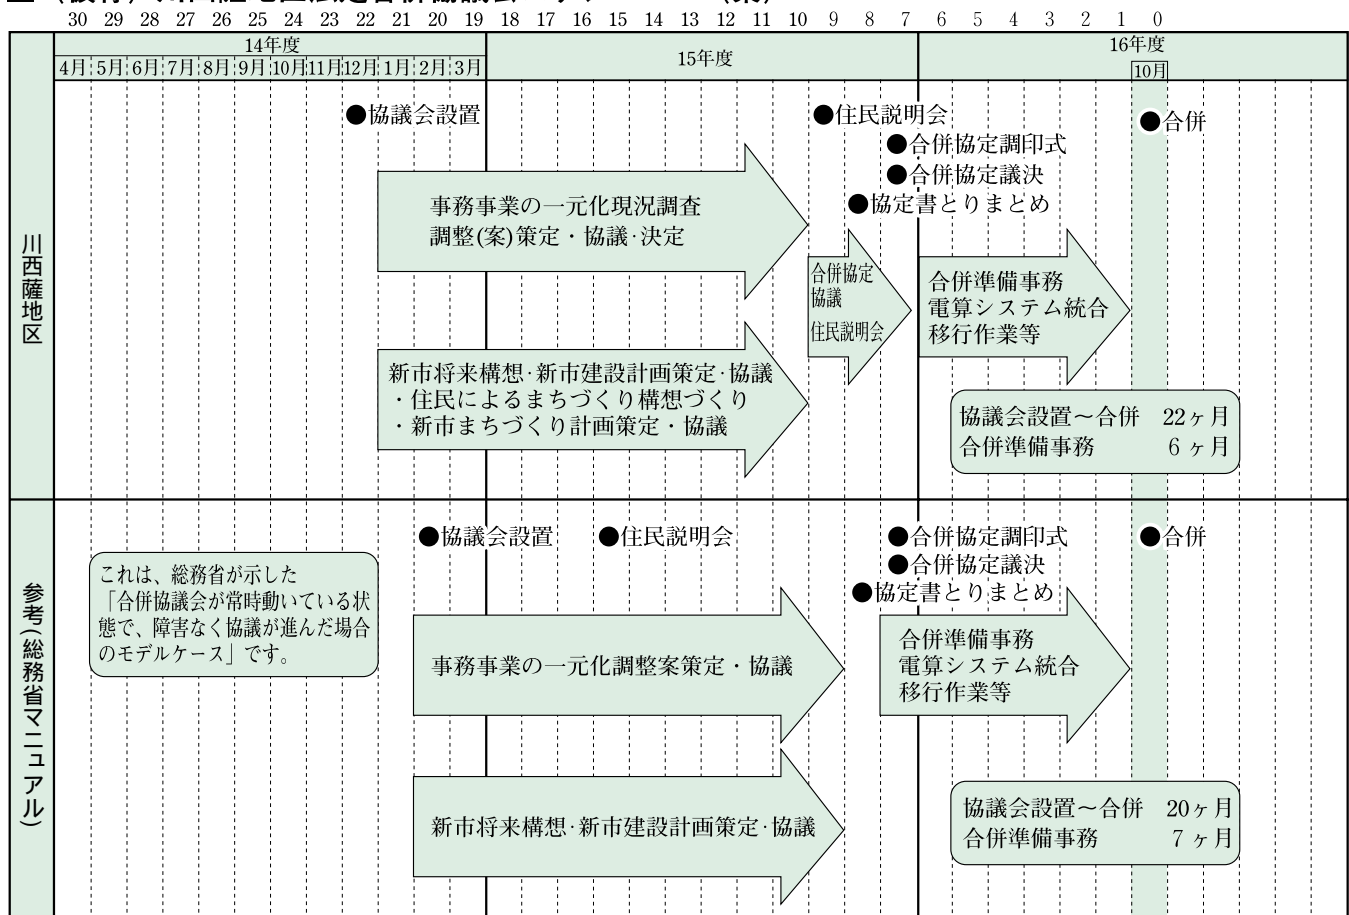 30 29 28 27 26 25 24 23 22 21 20 19 18 17 16 15 14 13 12 11 10 9 8 7 6 5 4 3 2 1 0
14年度 15年度 16年度
4月 5月 6月 7月 8月 9月 10月 11月 12月 1月 2月 3月 10月
川西薩地区
●協議会設置
●住民説明会
●合併
●合併協定調印式
●合併協定議決
●協定書とりまとめ
事務事業の一元化現況調査
調整(案)策定・協議・決定
合併協定
協議
住民説明会
合併準備事務
電算システム統合
移行作業等
新市将来構想・新市建設計画策定・協議
・住民によるまちづくり構想づくり
・新市まちづくり計画策定・協議
協議会設置～合併 22ヶ月
合併準備事務 6ヶ月
参考(総務省マニュアル)
●協議会設置
●住民説明会
●合併協定調印式
●合併
●合併協定議決
●協定書とりまとめ
これは、総務省が示した
「合併協議会が常時動いている状
態で、障害なく協議が進んだ場合
のモデルケース」です。
事務事業の一元化調整案策定・協議
合併準備事務
電算システム統合
移行作業等
新市将来構想・新市建設計画策定・協議
協議会設置～合併 20ヶ月
合併準備事務 7ヶ月